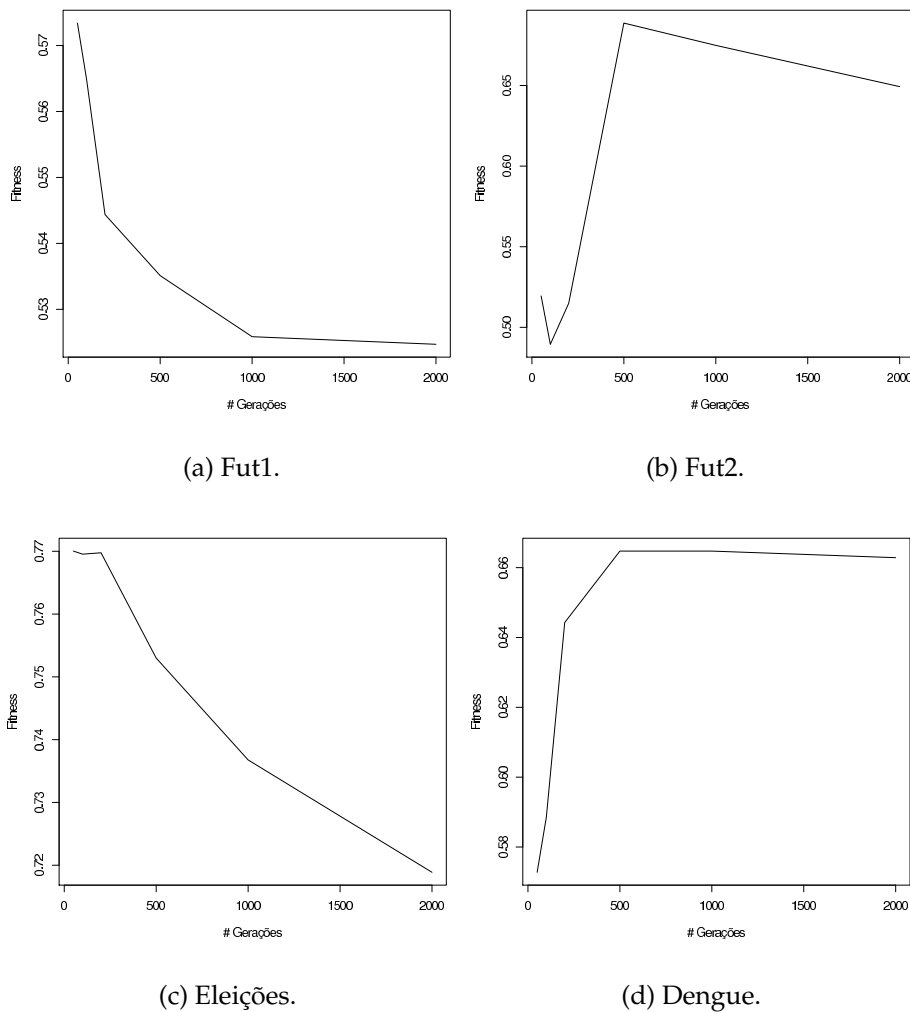 0.53 0.54 0.55 0.56 0.57
Fitness
0 500 1000 1500 2000
# Gerações
(a) Fut1.
0.50 0.55 0.60 0.65
Fitness
0 500 1000 1500 2000
# Gerações
(b) Fut2.
0.72 0.73 0.74 0.75 0.76 0.77
Fitness
0 500 1000 1500 2000
# Gerações
(c) Eleições.
0.58 0.60 0.62 0.64 0.66
Fitness
0 500 1000 1500 2000
# Gerações
(d) Dengue.